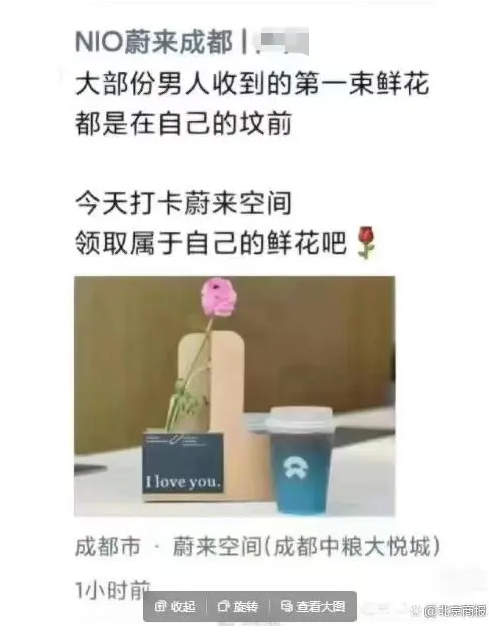 NIO蔚来成都 |
大部份男人收到的第一束鲜花
都是在自己的坟前
今天打卡蔚来空间
领取属于自己的鲜花吧🌹
I love you.
成都市 · 蔚来空间(成都中粮大悦城)
1小时前
收起 旋转 查看大图
@北京商报